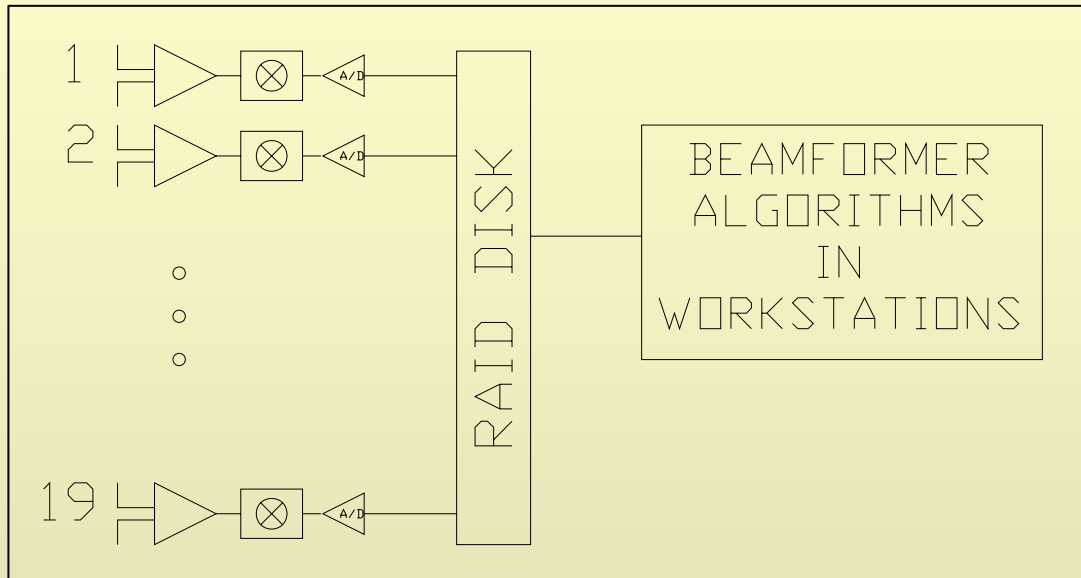 1
A/D
2
A/D
19
A/D
RAID DISK
BEAMFORMER
ALGORITHMS
IN
WORKSTATIONS